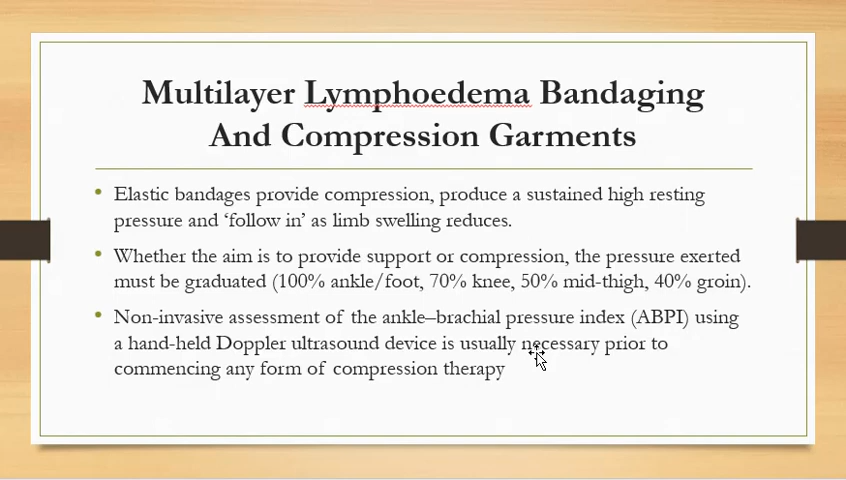 Multilayer Lymphoedema Bandaging
And Compression Garments
• Elastic bandages provide compression, produce a sustained high resting
pressure and ‘follow in’ as limb swelling reduces.
• Whether the aim is to provide support or compression, the pressure exerted
must be graduated (100% ankle/foot, 70% knee, 50% mid-thigh, 40% groin).
• Non-invasive assessment of the ankle–brachial pressure index (ABPI) using
a hand-held Doppler ultrasound device is usually necessary prior to
commencing any form of compression therapy